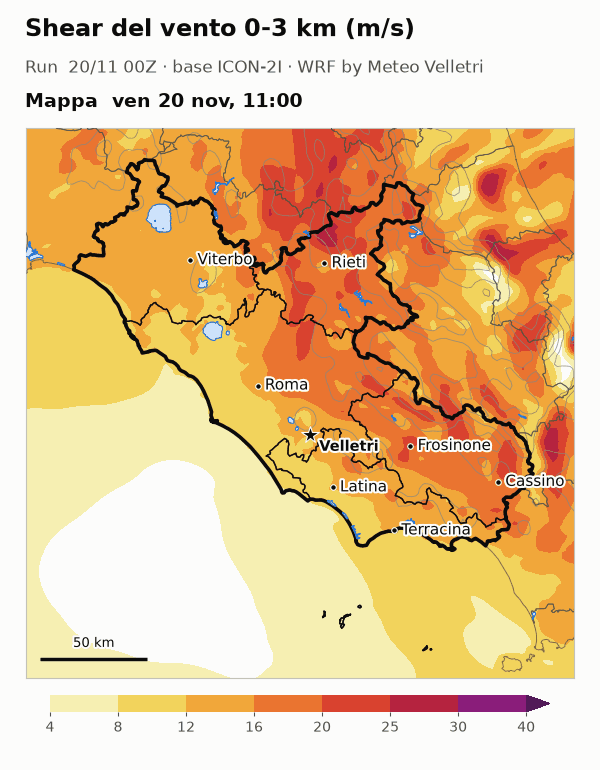 Shear del vento 0-3 km (m/s)
Run  20/11 00Z · base ICON-2I · WRF by Meteo Velletri
Mappa  ven 20 nov, 11:00
Viterbo
Rieti
Roma
Velletri
Frosinone
Cassino
Latina
Terracina
50 km
4 8 12 16 20 25 30 40